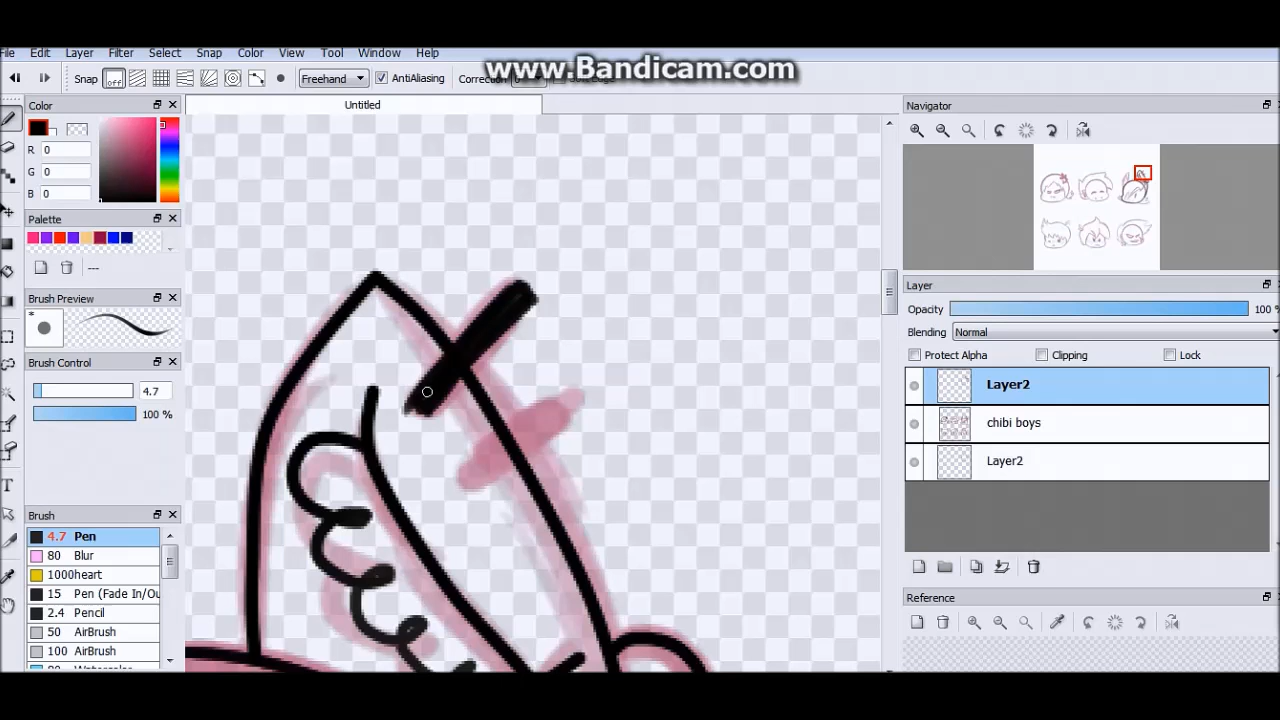 www.Bandicam.com
File Edit Layer Filter Select Snap Color View Tool Window Help
Snap off Freehand AntiAliasing Correction
Color
Untitled
Navigator
R 0
G 0
B 0
Palette
---
Brush Preview
*
Brush Control
4.7
100 %
Brush
4.7 Pen
80 Blur
1000heart
15 Pen (Fade In/Ou
2.4 Pencil
50 AirBrush
100 AirBrush
Layer
Opacity 100 %
Blending Normal
Protect Alpha Clipping Lock
Layer2
chibi boys
Layer2
Reference